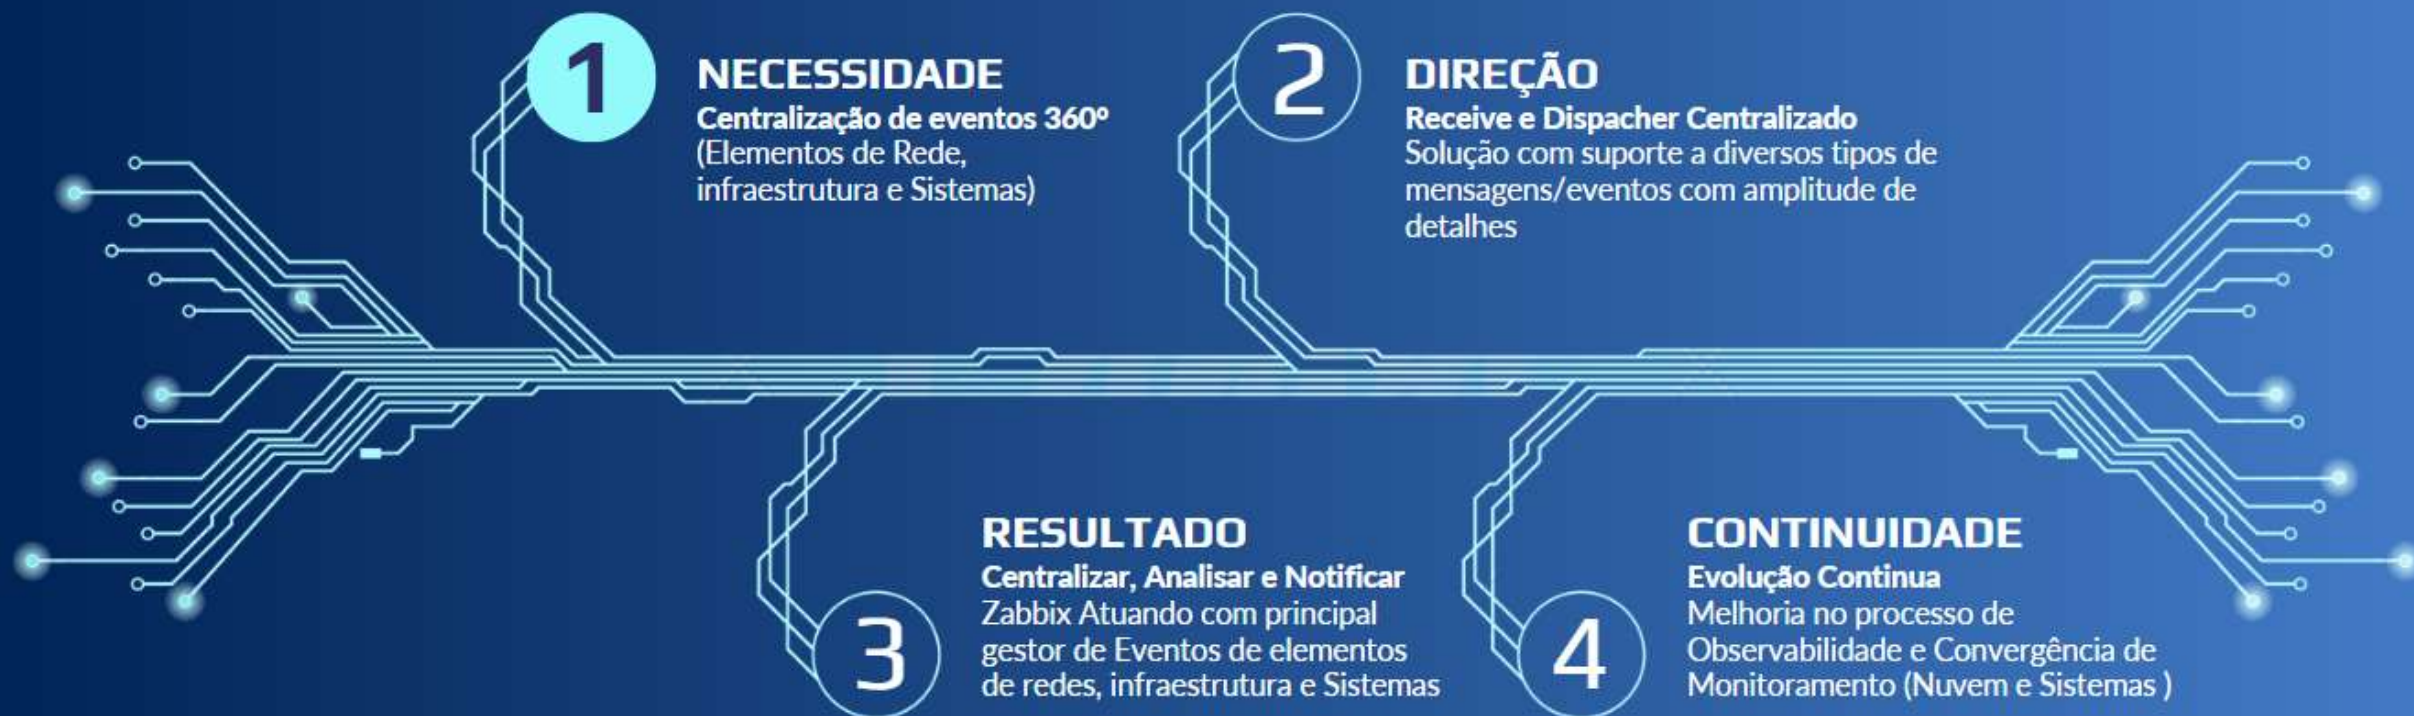 1
NECESSIDADE
Centralização de eventos 360º
(Elementos de Rede,
infraestrutura e Sistemas)
2
DIREÇÃO
Receive e Dispacher Centralizado
Solução com suporte a diversos tipos de
mensagens/eventos com amplitude de
detalhes
3
RESULTADO
Centralizar, Analisar e Notificar
Zabbix Atuando com principal
gestor de Eventos de elementos
de redes, infraestrutura e Sistemas
4
CONTINUIDADE
Evolução Continua
Melhoria no processo de
Observabilidade e Convergência de
Monitoramento (Nuvem e Sistemas )